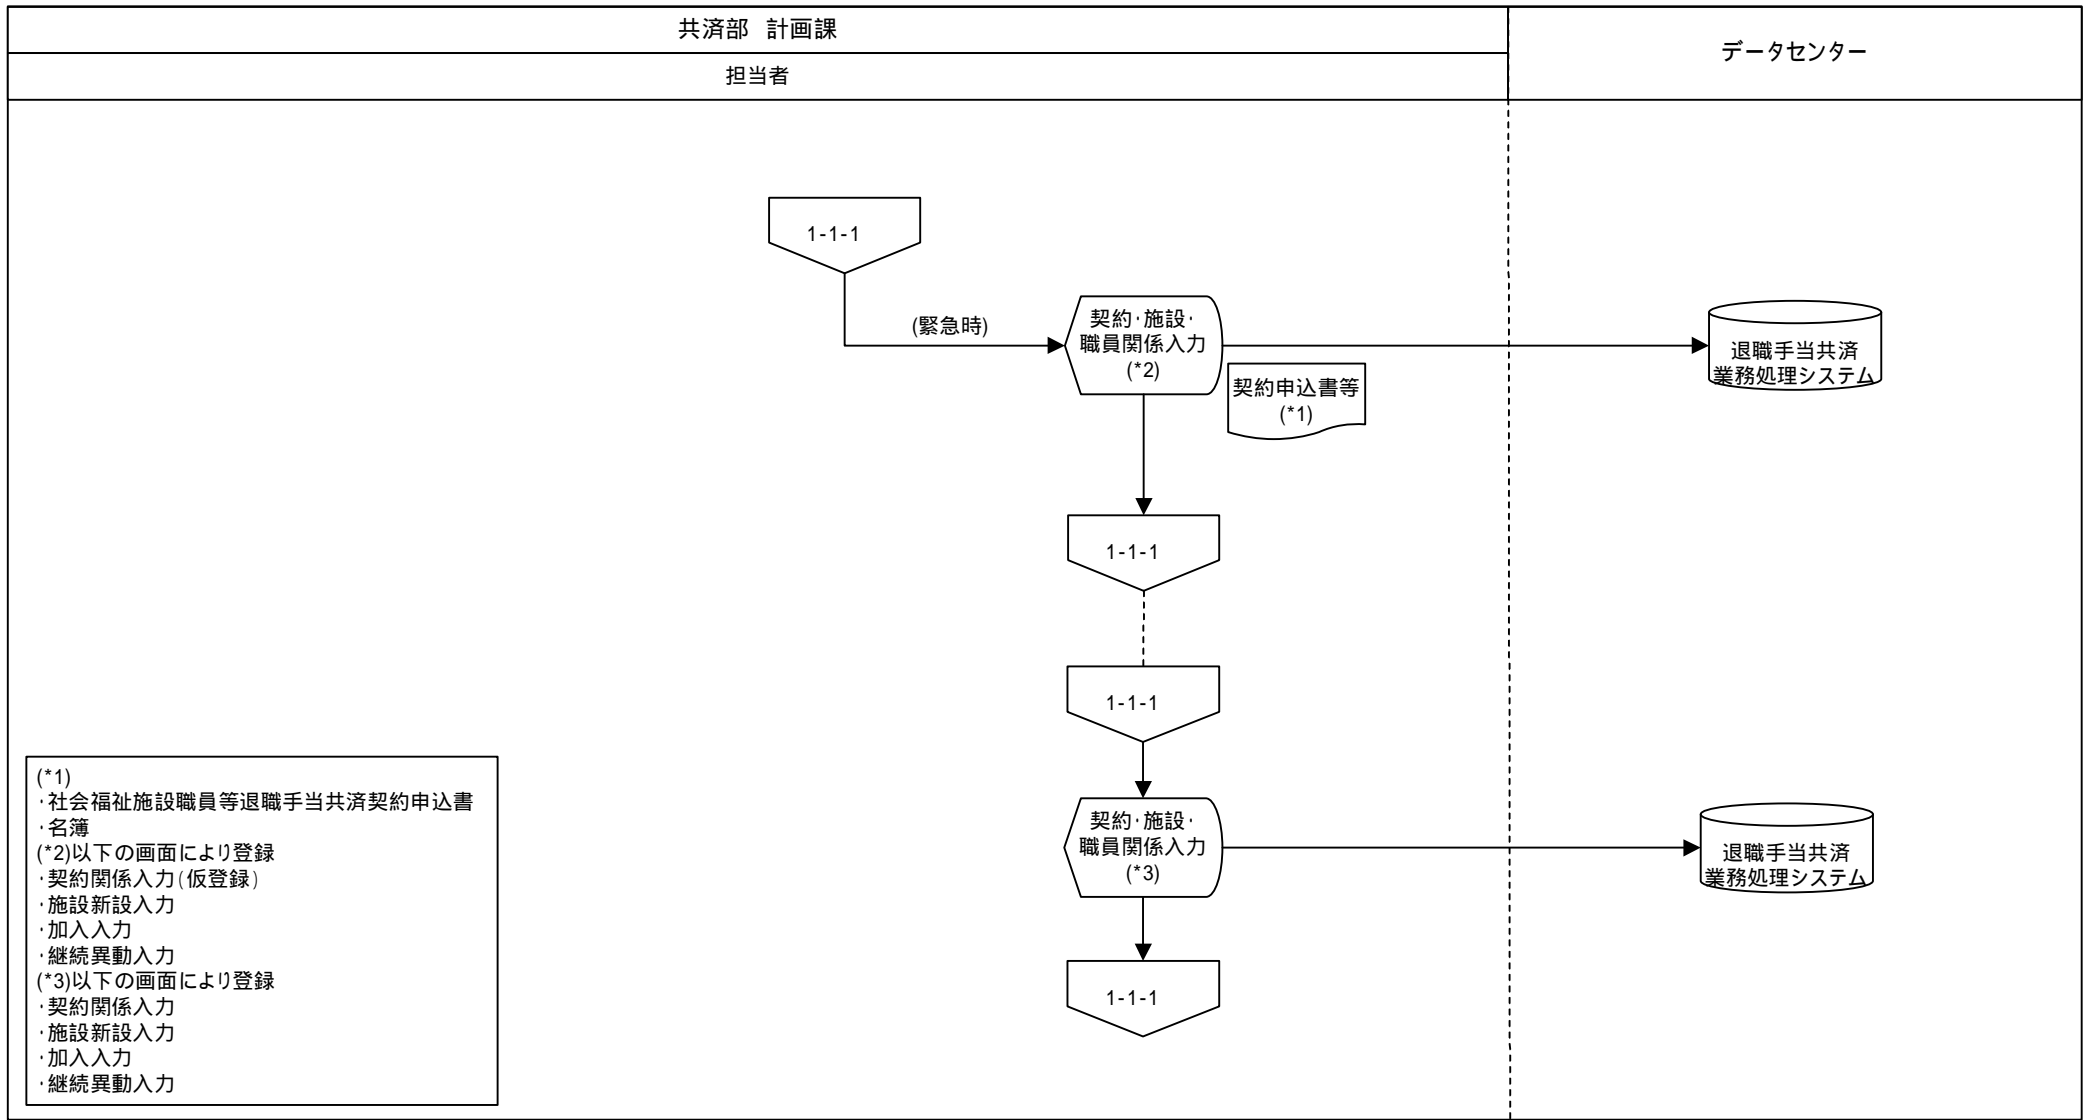 共済部　計画課
データセンター
担当者
1-1-1
(緊急時)
契約・施設・
職員関係入力
(*2)
退職手当共済
業務処理システム
契約申込書等
(*1)
1-1-1
1-1-1
契約・施設・
職員関係入力
(*3)
退職手当共済
業務処理システム
1-1-1
(*1)
・社会福祉施設職員等退職手当共済契約申込書
・名簿
(*2)以下の画面により登録
・契約関係入力(仮登録)
・施設新設入力
・加入入力
・継続異動入力
(*3)以下の画面により登録
・契約関係入力
・施設新設入力
・加入入力
・継続異動入力